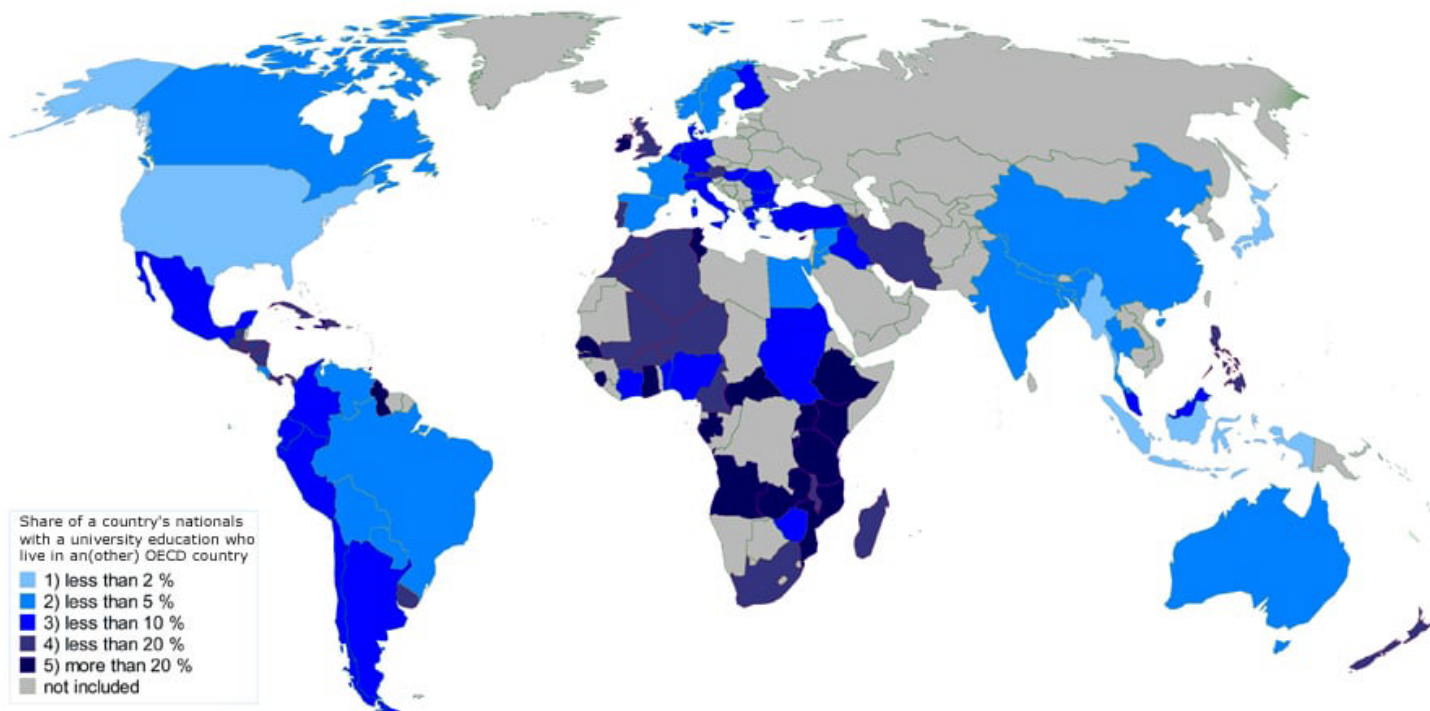 Share of a country's nationals
with a university education who
live in an(other) OECD country
1) less than 2 %
2) less than 5 %
3) less than 10 %
4) less than 20 %
5) more than 20 %
not included